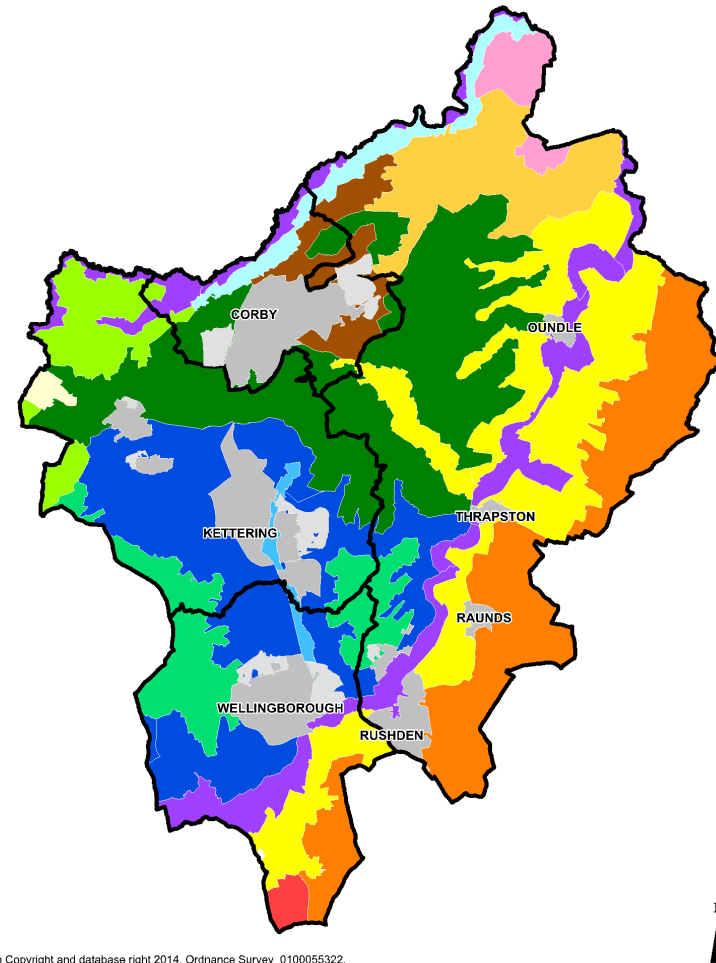 CORBY
OUNDLE
THRAPSTON
KETTERING
RAUNDS
WELLINGBOROUGH
RUSHDEN
Copyright and database right 2014. Ordnance Survey 0100055322.